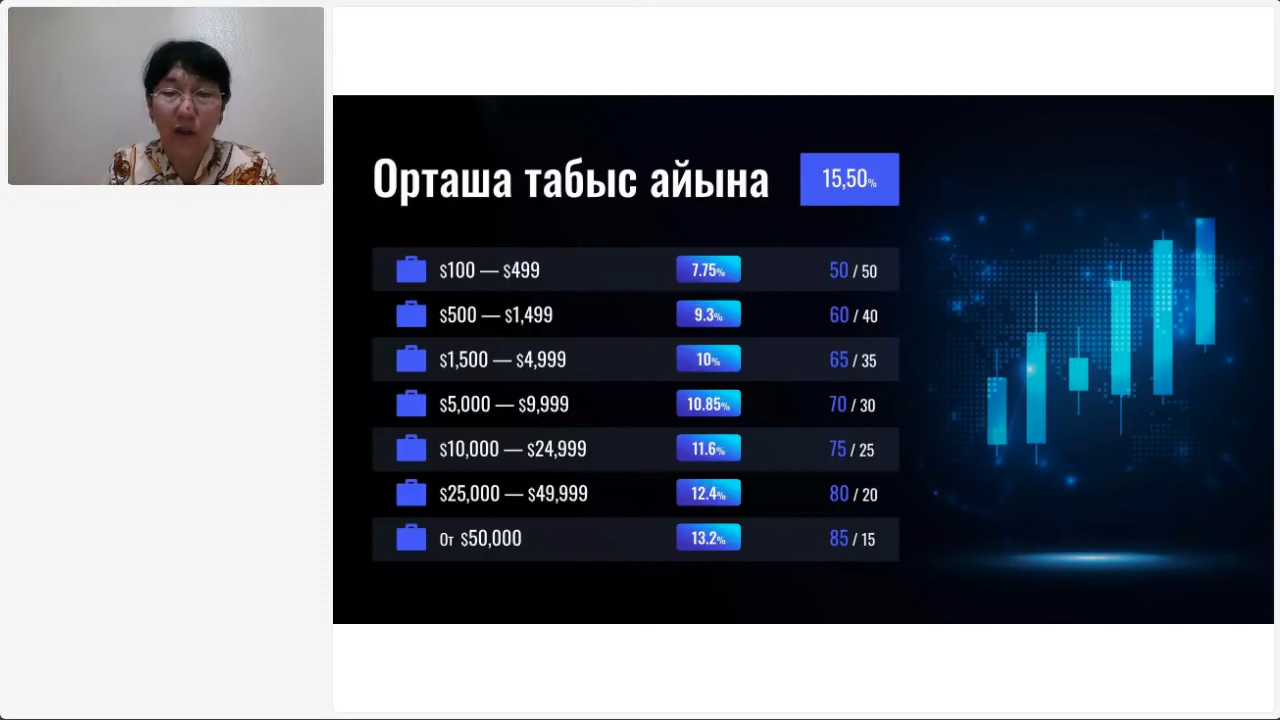 Орташа табыс айына 15,50%
$100 — $499 7.75% 50 / 50
$500 — $1,499 9.3% 60 / 40
$1,500 — $4,999 10% 65 / 35
$5,000 — $9,999 10.85% 70 / 30
$10,000 — $24,999 11.6% 75 / 25
$25,000 — $49,999 12.4% 80 / 20
От $50,000 13.2% 85 / 15